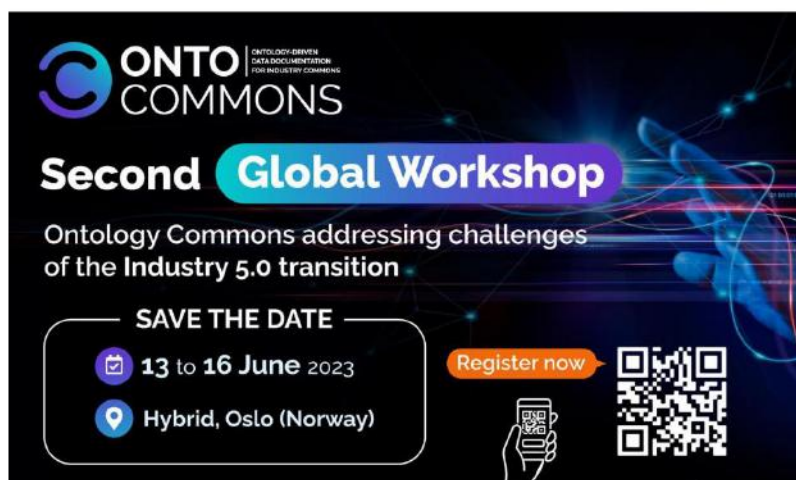 ONTO
COMMONS
ONTOLOGY-DRIVEN
DATA DOCUMENTATION
FOR INDUSTRY COMMONS
Second Global Workshop
Ontology Commons addressing challenges
of the Industry 5.0 transition
SAVE THE DATE
13 to 16 June 2023
Hybrid, Oslo (Norway)
Register now